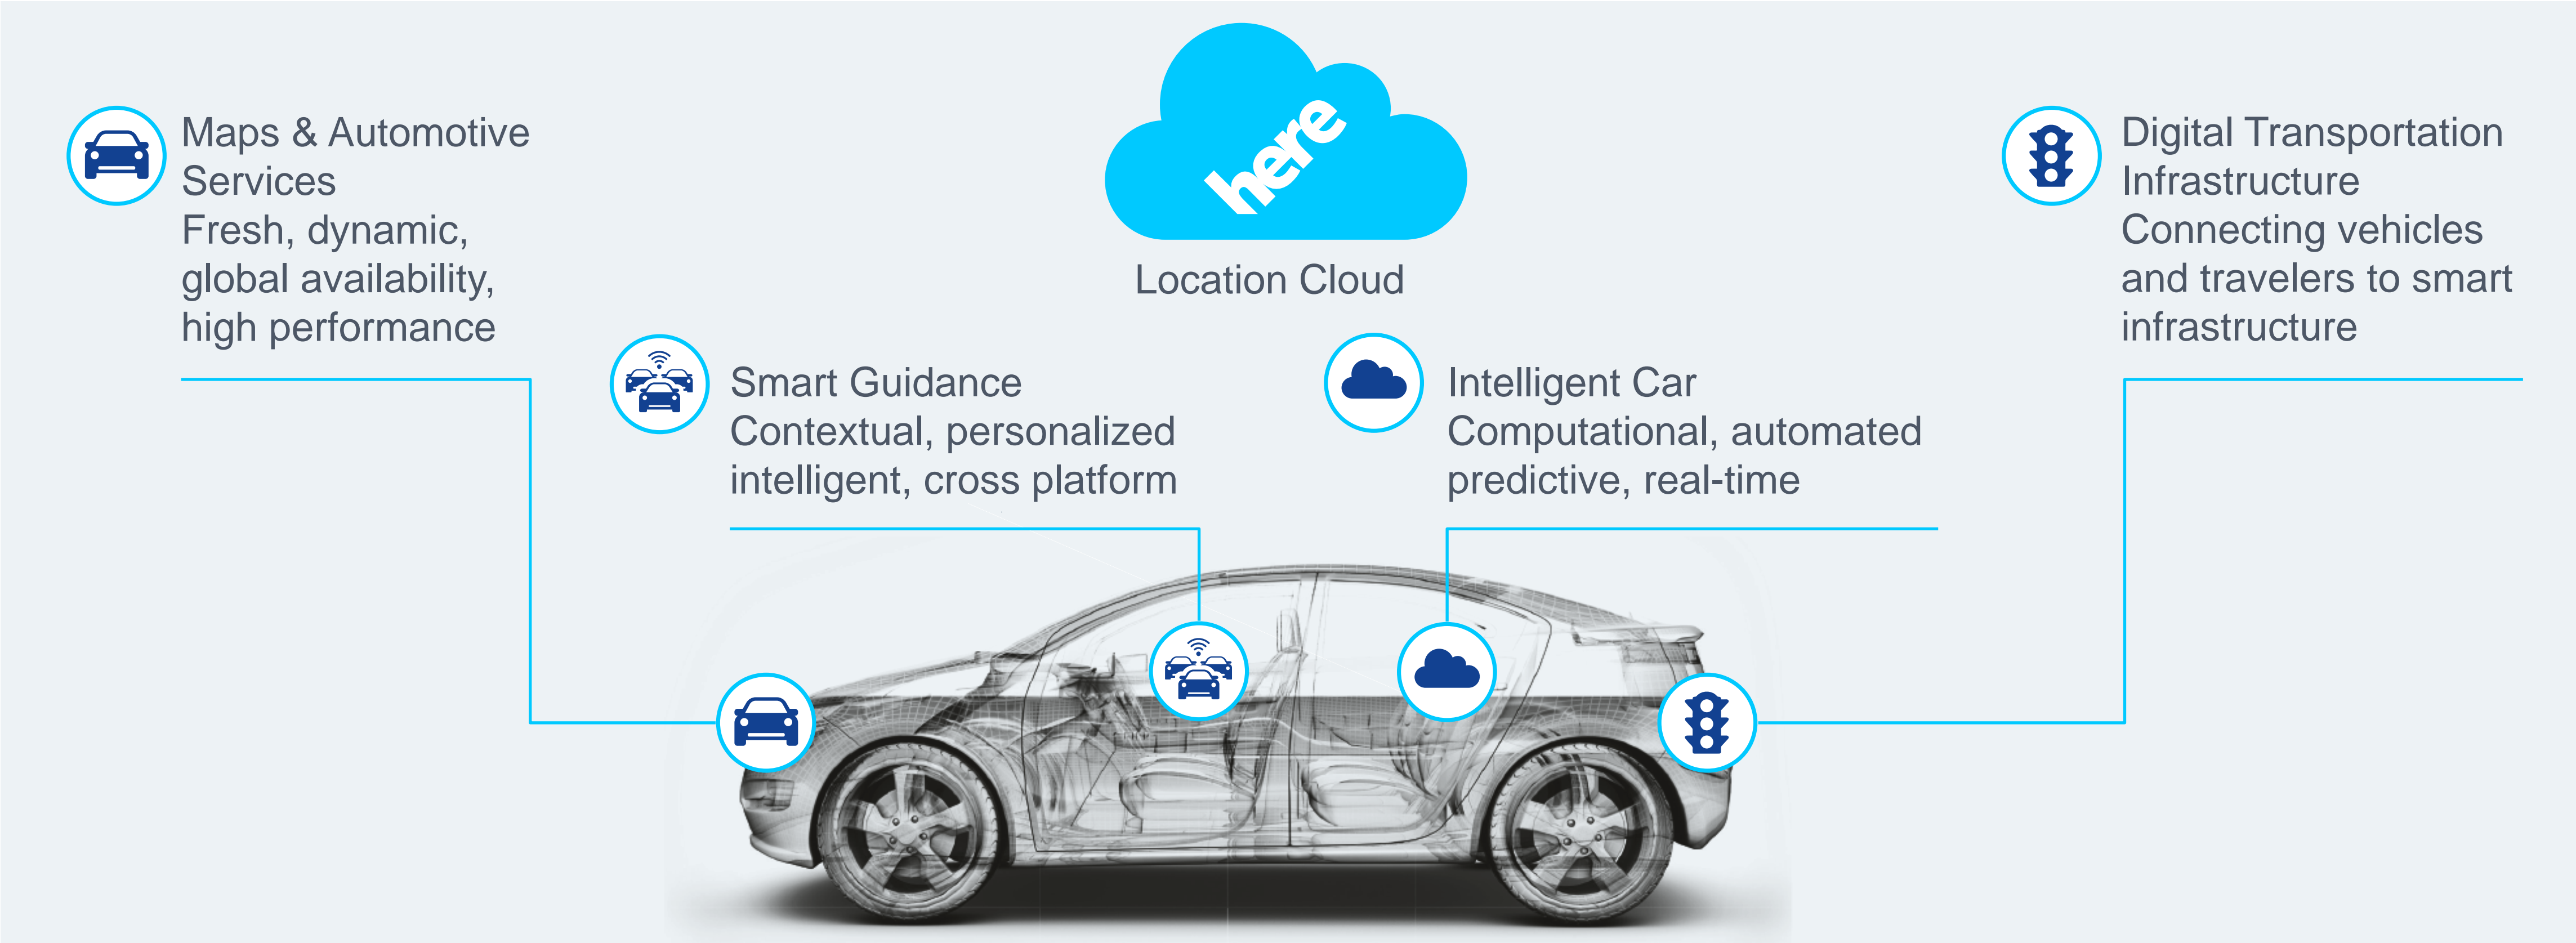 here
Location Cloud
Maps & Automotive
Services
Fresh, dynamic,
global availability,
high performance
Smart Guidance
Contextual, personalized
intelligent, cross platform
Intelligent Car
Computational, automated
predictive, real-time
Digital Transportation
Infrastructure
Connecting vehicles
and travelers to smart
infrastructure